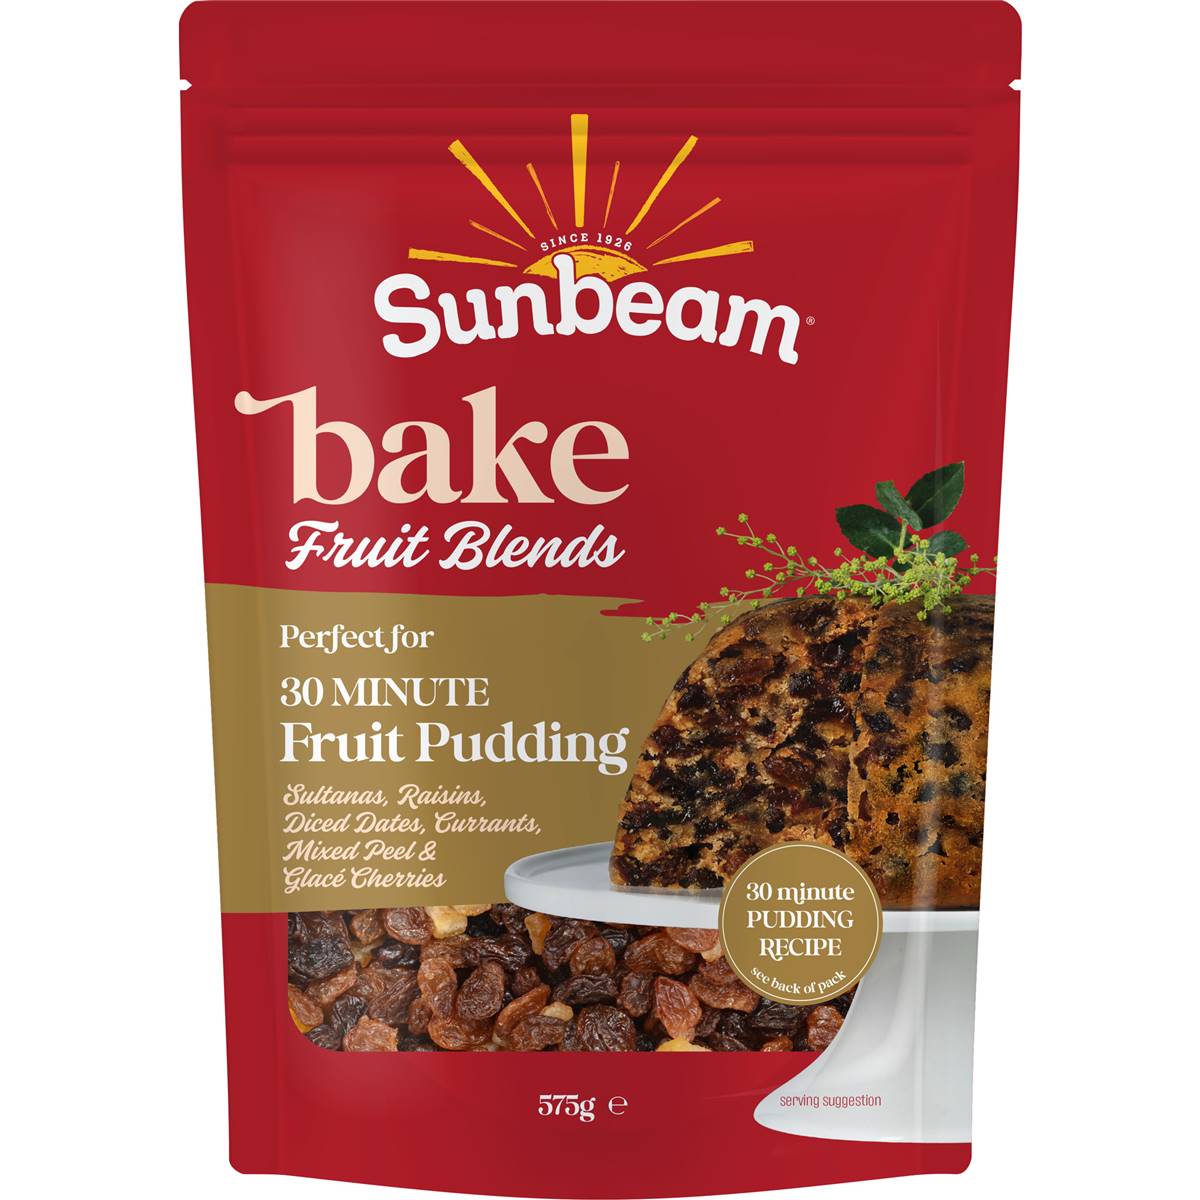 SINCE 1926
Sunbeam®
bake
Fruit Blends
Perfect for
30 MINUTE
Fruit Pudding
Sultanas, Raisins,
Diced Dates, Currants,
Mixed Peel &
Glacé Cherries
30 minute
PUDDING
RECIPE
see back of pack
575g ℮
serving suggestion